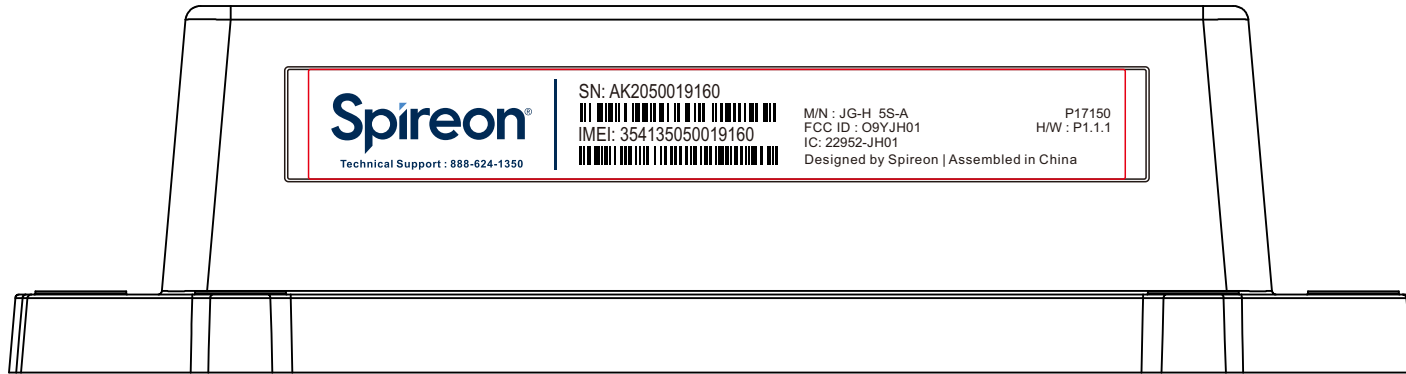 Spireon®
Technical Support : 888-624-1350
SN: AK2050019160
IMEI: 354135050019160
M/N : JG-H 5S-A
P17150
FCC ID : O9YJH01
H/W : P1.1.1
IC: 22952-JH01
Designed by Spireon | Assembled in China